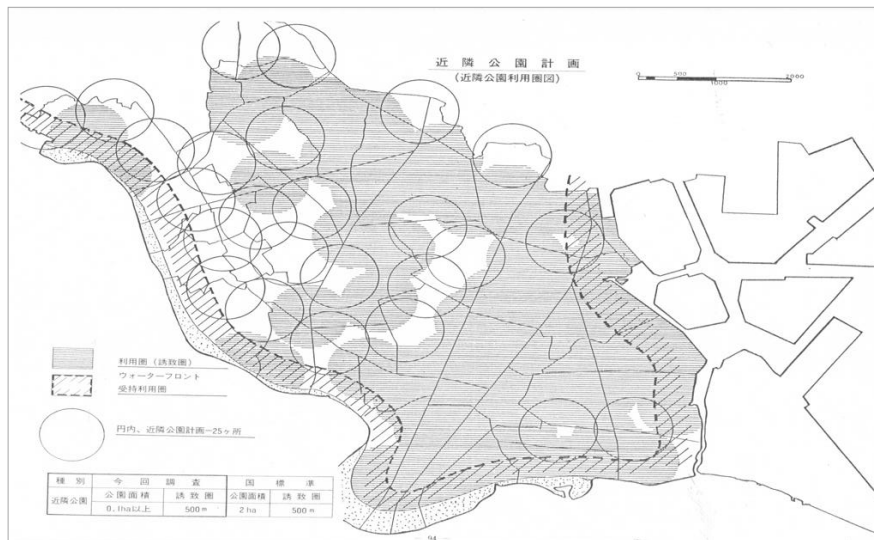 近隣公園計画
(近隣公園利用圏図)
0 500 1000 2000
利用圏(誘致圏)
ウォーターフロント
受持利用圏
円内、近隣公園計画-25ヶ所
種別 今回調査 国標準
近隣公園 公園面積 誘致圏 公園面積 誘致圏
0.1ha以上 500m 2ha 500m
- 94 -